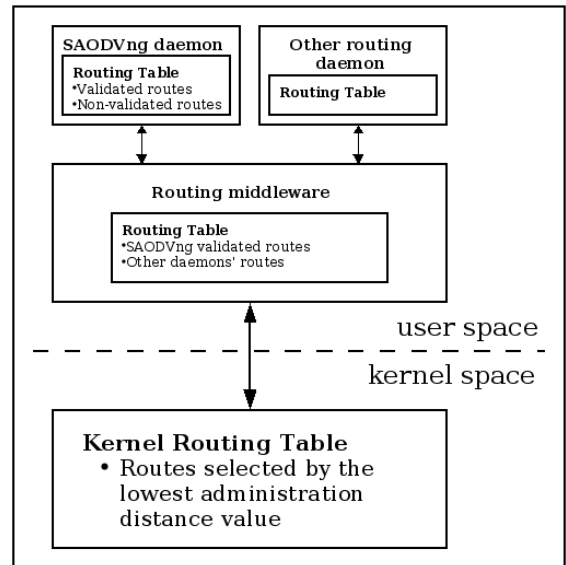 SAODVng daemon
Routing Table
•Validated routes
•Non-validated routes
Other routing
daemon
Routing Table
Routing middleware
Routing Table
•SAODVng validated routes
•Other daemons' routes
user space
kernel space
Kernel Routing Table
• Routes selected by the
lowest administration
distance value